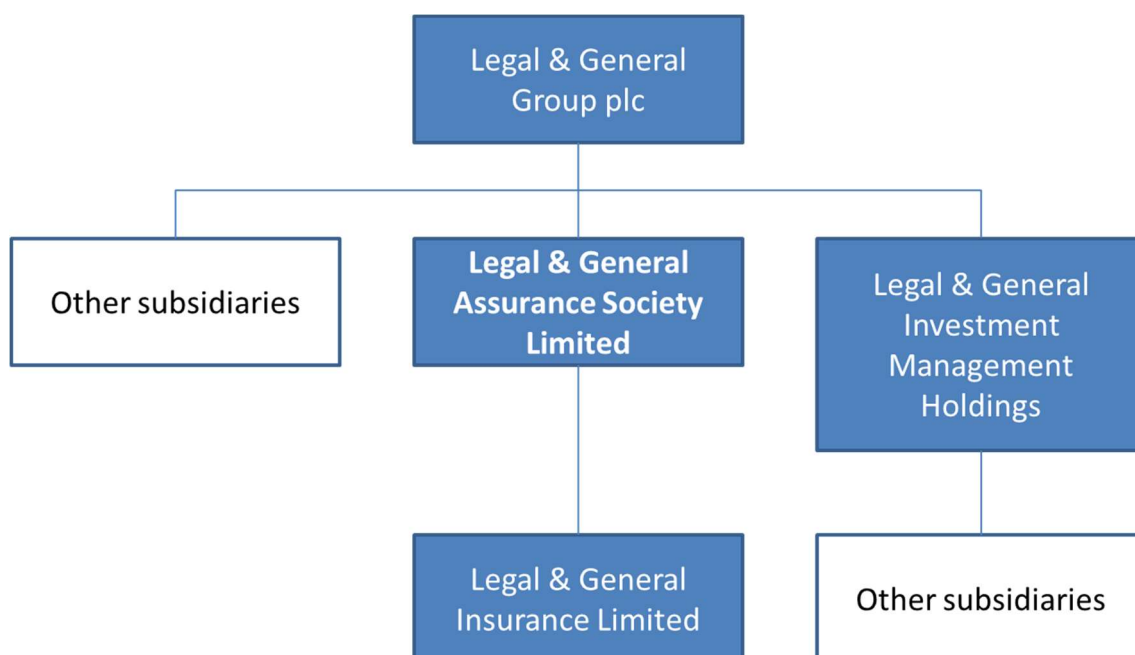 Legal & General
Group plc
Other subsidiaries
Legal & General
Assurance Society
Limited
Legal & General
Investment
Management
Holdings
Legal & General
Insurance Limited
Other subsidiaries